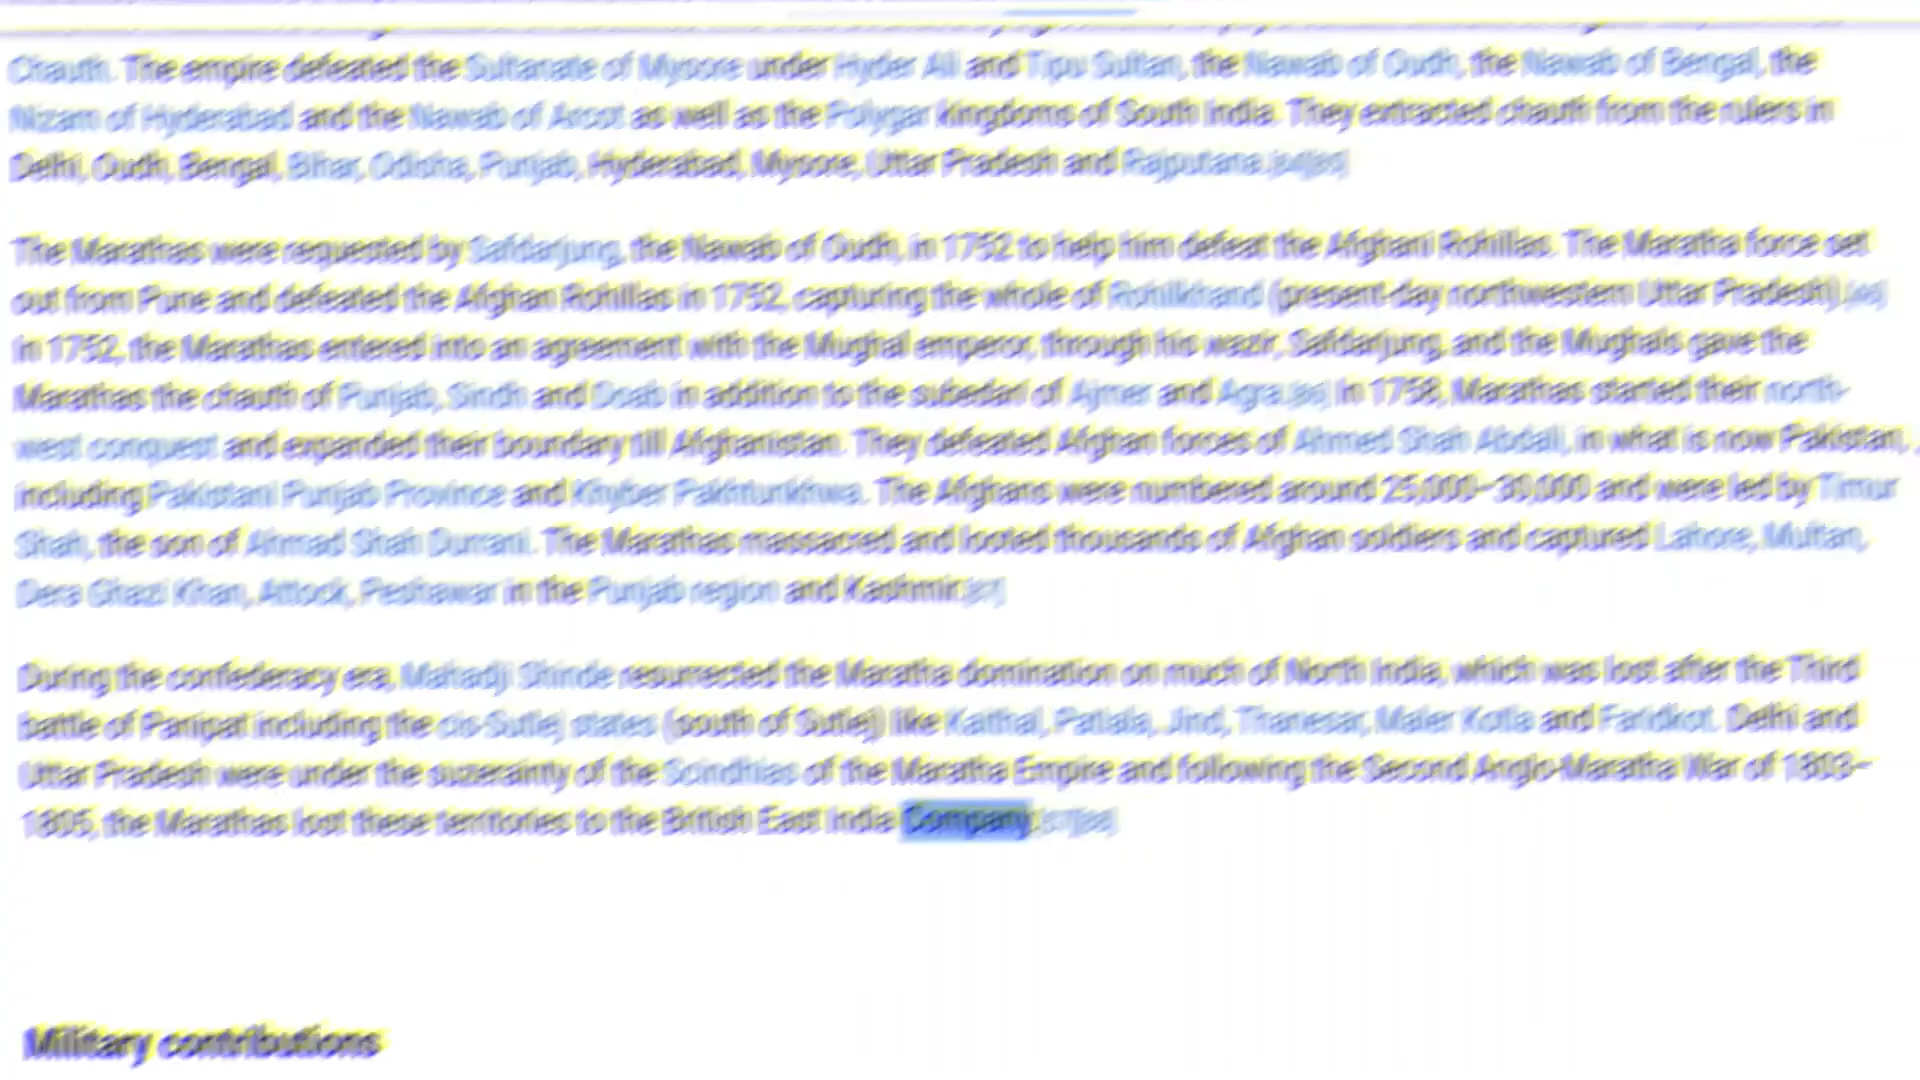 Chauth. The empire defeated the Sultanate of Mysore under Hyder Ali and Tipu Sultan, the Nawab of Oudh, the Nawab of Bengal, the
Nizam of Hyderabad and the Nawab of Arcot as well as the Polygar kingdoms of South India. They extracted chauth from the rulers in
Delhi, Oudh, Bengal, Bihar, Odisha, Punjab, Hyderabad, Mysore, Uttar Pradesh and Rajputana.
The Marathas were requested by Safdarjung, the Nawab of Oudh, in 1752 to help him defeat the Afghani Rohillas. The Maratha force set
out from Pune and defeated the Afghan Rohillas in 1752, capturing the whole of Rohilkhand (present-day northwestern Uttar Pradesh).
In 1752, the Marathas entered into an agreement with the Mughal emperor, through his wazir, Safdarjung, and the Mughals gave the
Marathas the chauth of Punjab, Sindh and Doab in addition to the subedari of Ajmer and Agra. In 1758, Marathas started their north-
west conquest and expanded their boundary till Afghanistan. They defeated Afghan forces of Ahmed Shah Abdali, in what is now Pakistan,
including Pakistani Punjab Province and Khyber Pakhtunkhwa. The Afghans were numbered around 25,000–30,000 and were led by Timur
Shah, the son of Ahmad Shah Durrani. The Marathas massacred and looted thousands of Afghan soldiers and captured Lahore, Multan,
Dera Ghazi Khan, Attock, Peshawar in the Punjab region and Kashmir.
During the confederacy era, Mahadji Shinde resurrected the Maratha domination on much of North India, which was lost after the Third
battle of Panipat including the cis-Sutlej states (south of Sutlej) like Kaithal, Patiala, Jind, Thanesar, Maler Kotla and Faridkot. Delhi and
Uttar Pradesh were under the suzerainty of the Scindhias of the Maratha Empire and following the Second Anglo-Maratha War of 1803–
1805, the Marathas lost these territories to the British East India Company.
Military contributions